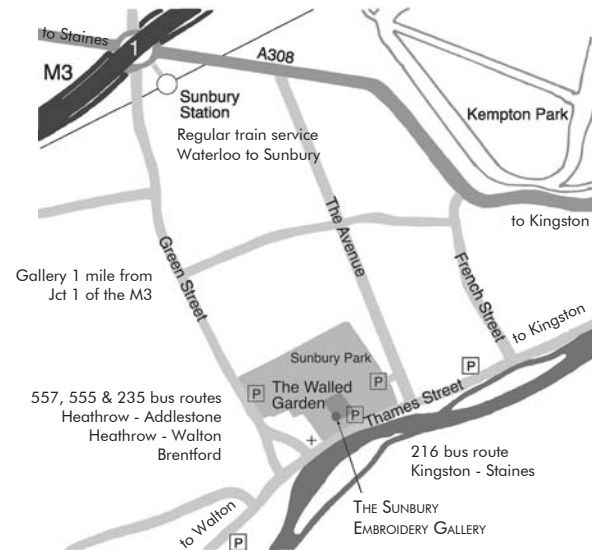 to Staines
1
M3
A308
Sunbury
Station
Regular train service
Waterloo to Sunbury
Kempton Park
to Kingston
The Avenue
Green Street
French Street
Gallery 1 mile from
Jct 1 of the M3
to Kingston
Sunbury Park
P
P
P
P
The Walled
Garden
Thames Street
557, 555 & 235 bus routes
Heathrow - Addlestone
Heathrow - Walton
Brentford
216 bus route
Kingston - Staines
THE SUNBURY
EMBROIDERY GALLERY
to Walton
P